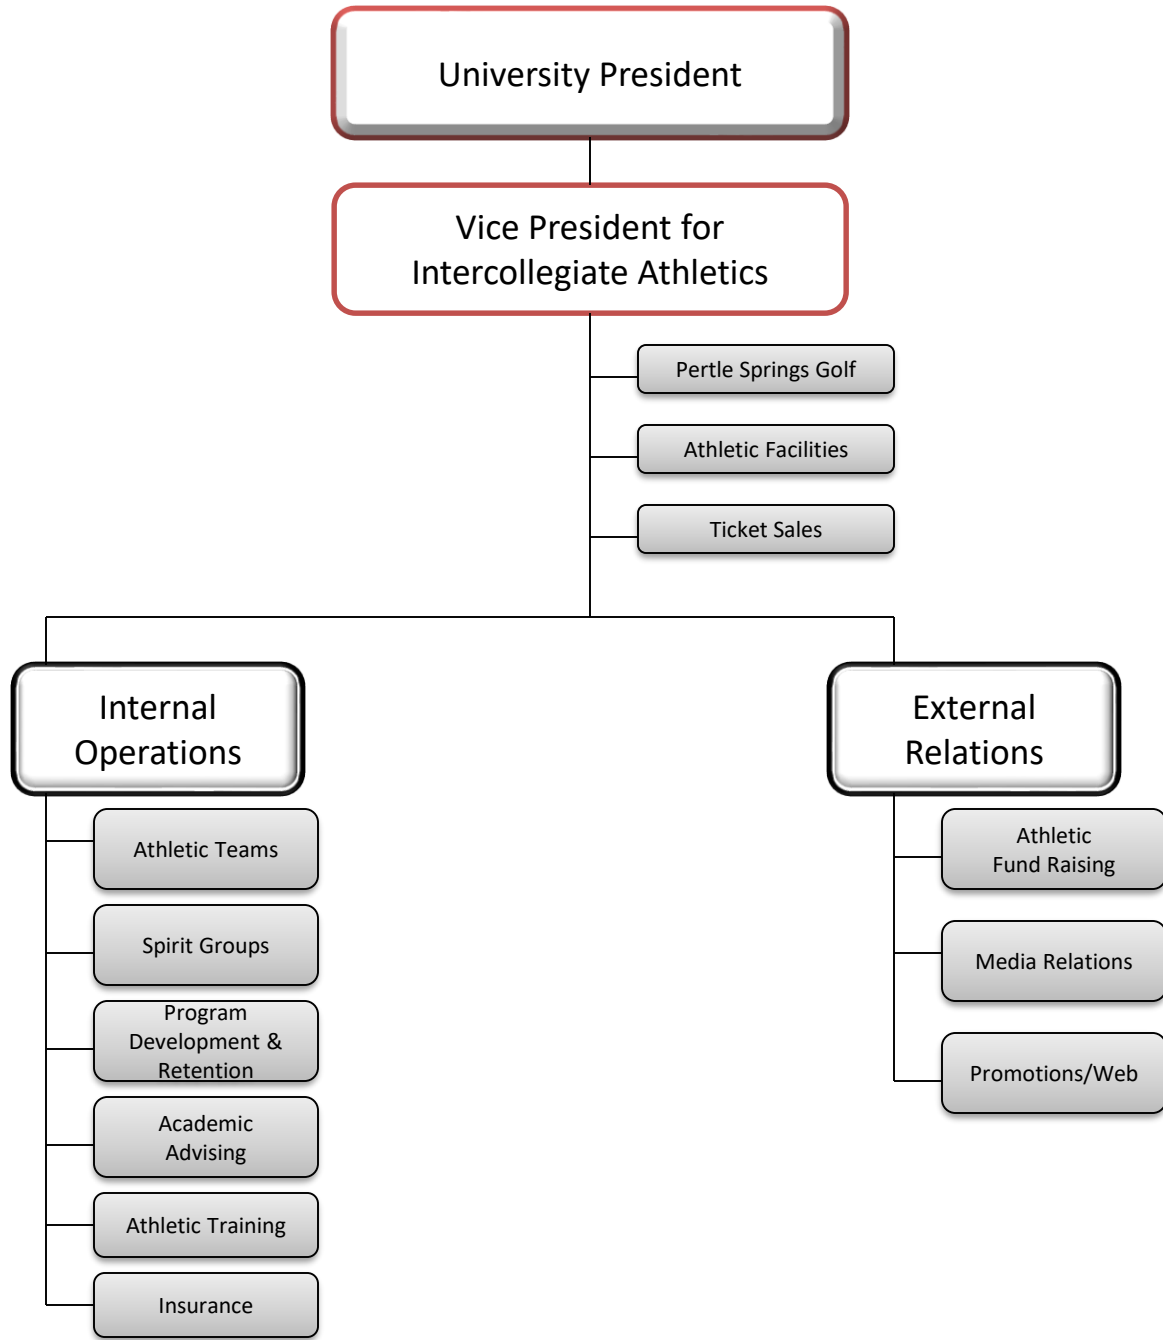 University President
Vice President for
Intercollegiate Athletics
Pertle Springs Golf
Athletic Facilities
Ticket Sales
Internal
Operations
Athletic Teams
Spirit Groups
Program
Development &
Retention
Academic
Advising
Athletic Training
Insurance
External
Relations
Athletic
Fund Raising
Media Relations
Promotions/Web